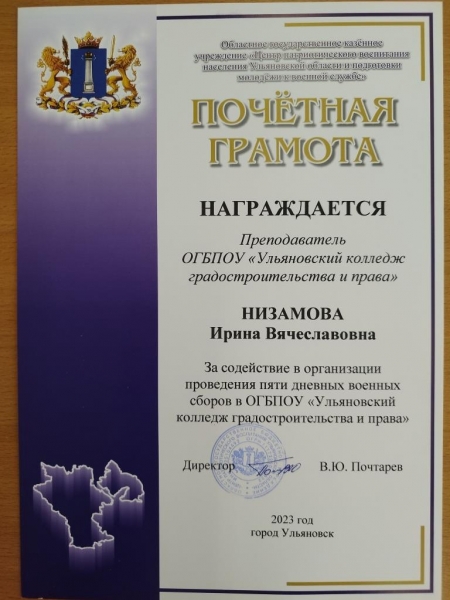 Областное государственное казённое
учреждение «Центр патриотического воспитания
населения Ульяновской области и подготовки
молодёжи к военной службе»
ПОЧЁТНАЯ
ГРАМОТА
НАГРАЖДАЕТСЯ
Преподаватель
ОГБПОУ «Ульяновский колледж
градостроительства и права»
НИЗАМОВА
Ирина Вячеславовна
За содействие в организации
проведения пяти дневных военных
сборов в ОГБПОУ «Ульяновский
колледж градостроительства и права»
Директор В.Ю. Почтарев
2023 год
город Ульяновск